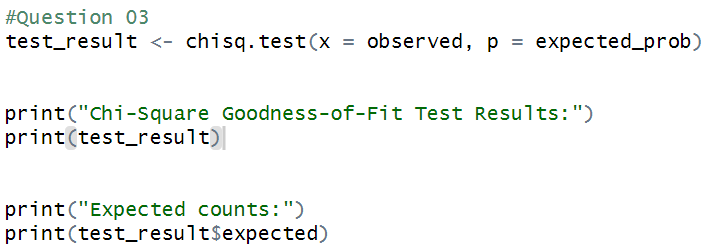 #Question 03
test_result <- chisq.test(x = observed, p = expected_prob)
print("Chi-Square Goodness-of-Fit Test Results:")
print(test_result)
print("Expected counts:")
print(test_result$expected)